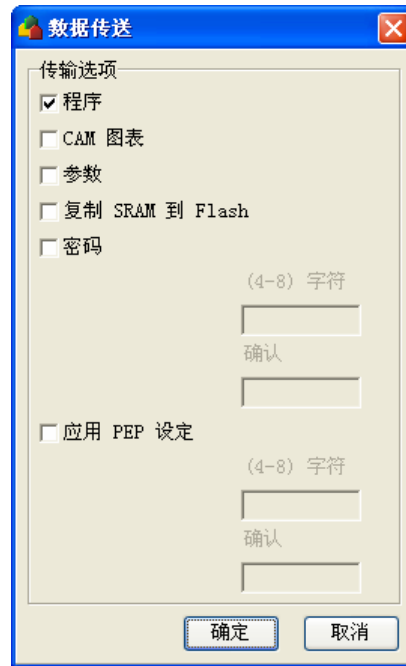 数据传送
传输选项
程序
CAM 图表
参数
复制 SRAM 到 Flash
密码
(4-8) 字符
确认
应用 PEP 设定
(4-8) 字符
确认
确定 取消